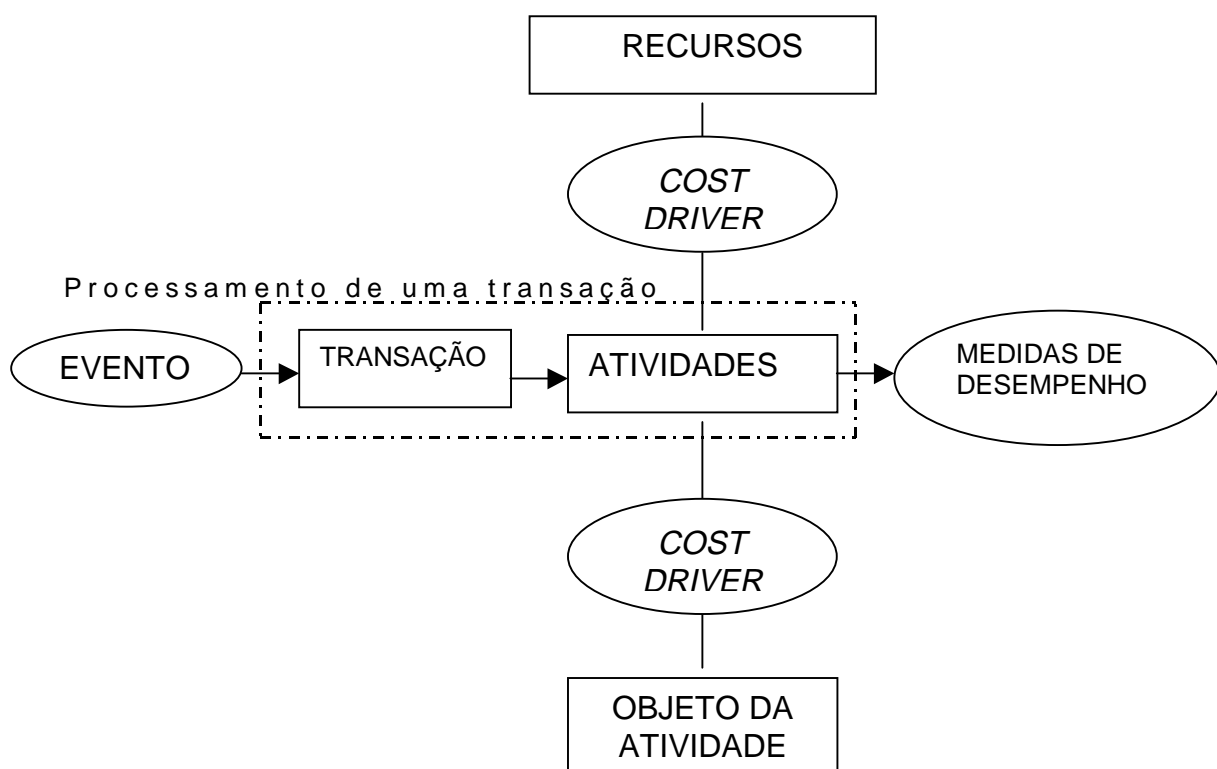 RECURSOS
COST
DRIVER
Processamento de uma transação
EVENTO
TRANSAÇÃO
ATIVIDADES
MEDIDAS DE
DESEMPENHO
COST
DRIVER
OBJETO DA
ATIVIDADE